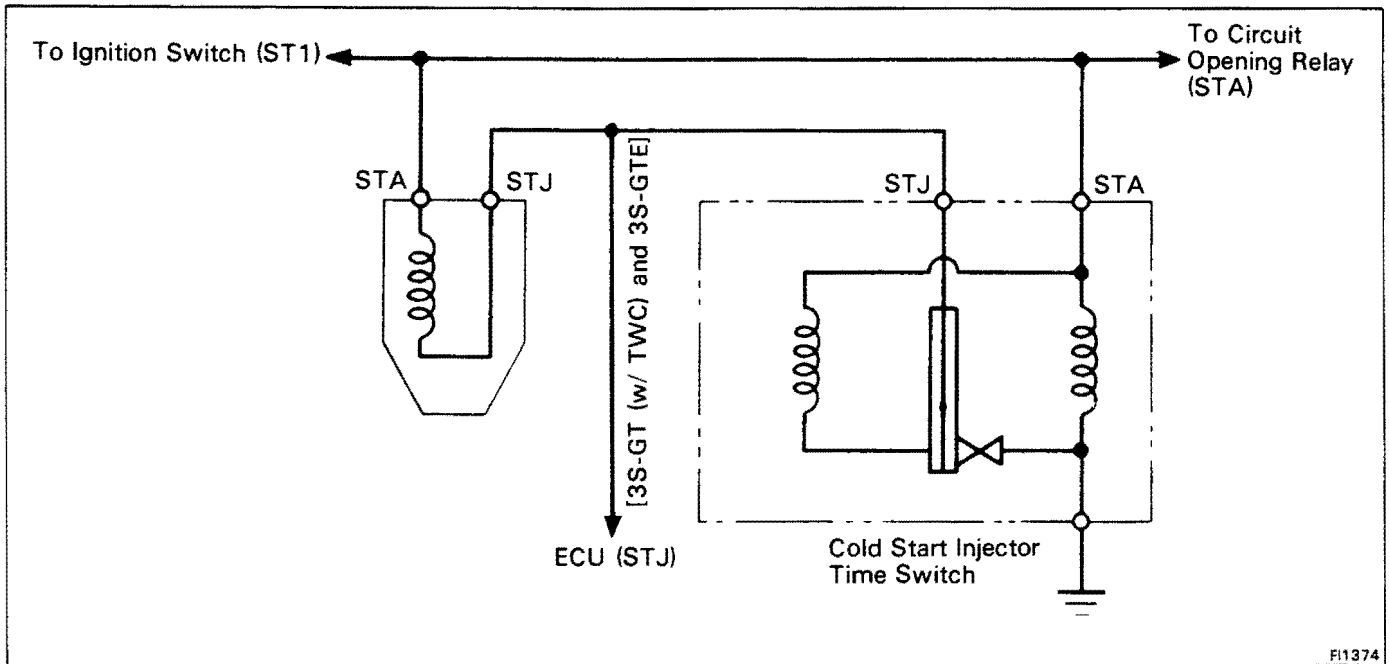 To Ignition Switch (ST1)
To Circuit
Opening Relay
(STA)
STA
STJ
[3S-GT (w/ TWC) and 3S-GTE]
STJ
STA
ECU (STJ)
Cold Start Injector
Time Switch
FI1374